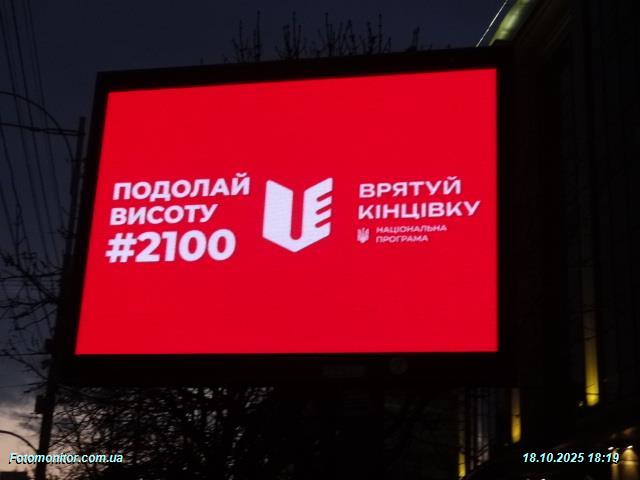 ПОДОЛАЙ
ВИСОТУ
#2100
ВРЯТУЙ
КІНЦІВКУ
НАЦІОНАЛЬНА
ПРОГРАМА
Fotomonitor.com.ua
18.10.2025 18:19